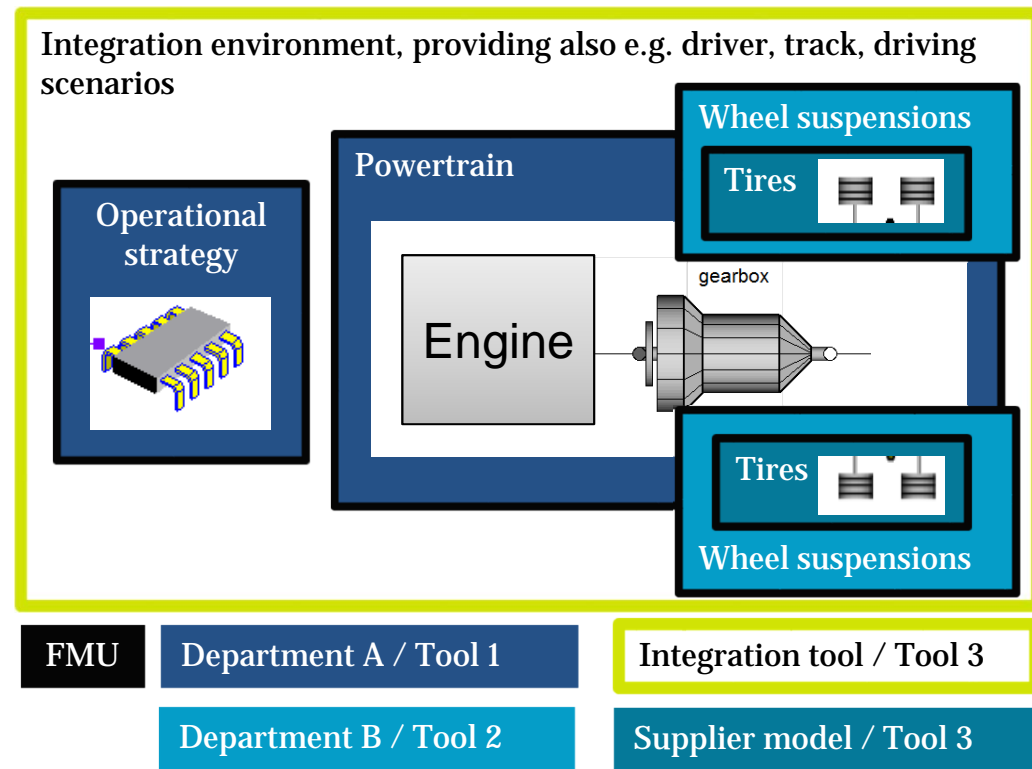 Integration environment, providing also e.g. driver, track, driving
scenarios
Wheel suspensions
Powertrain
Tires
Operational
strategy
gearbox
Engine
Tires
Wheel suspensions
FMU
Department A / Tool 1
Integration tool / Tool 3
Department B / Tool 2
Supplier model / Tool 3